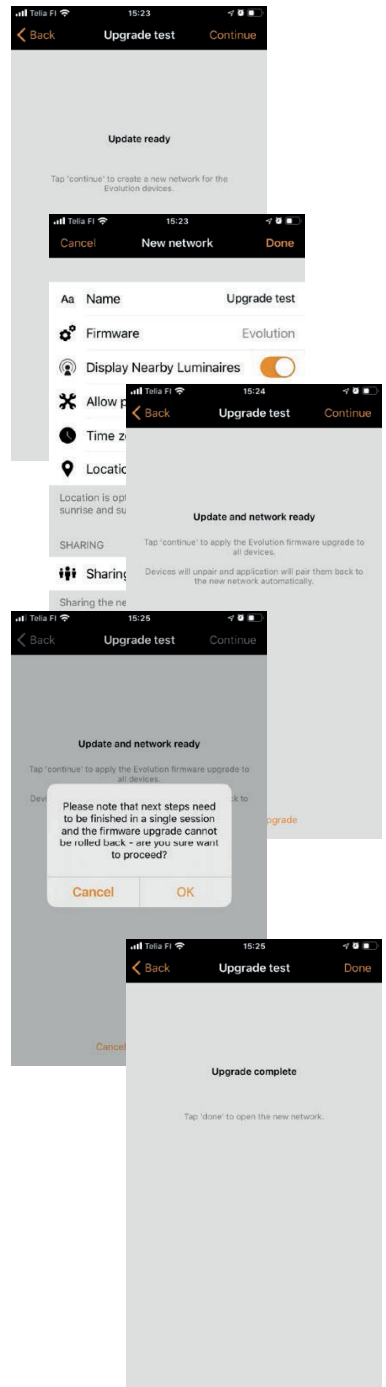 Telia FI 15:23
Back Upgrade test Continue
Update ready
Tap 'continue' to create a new network for the
Evolution devices.
Telia FI 15:23
Cancel New network Done
Aa Name Upgrade test
Firmware Evolution
Display Nearby Luminaires
Allow p
Time z
Locatio
Location is opt
sunrise and su
SHARING
Sharing
Sharing the ne
Telia FI 15:24
Back Upgrade test Continue
Update and network ready
Tap 'continue' to apply the Evolution firmware upgrade to
all devices.
Devices will unpair and application will pair them back to
the new network automatically.
pgrade
Telia FI 15:25
Back Upgrade test Continue
Update and network ready
Tap 'continue' to apply the Evolution firmware upgrade to
all devices.
Devi ck to
Please note that next steps need
to be finished in a single session
and the firmware upgrade cannot
be rolled back - are you sure want
to proceed?
Cancel OK
Cancel
Telia FI 15:25
Back Upgrade test Done
Upgrade complete
Tap 'done' to open the new network.